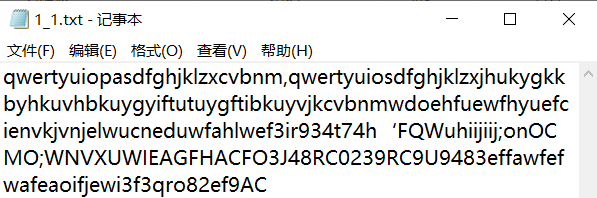 1_1.txt - 记事本
文件(F) 编辑(E) 格式(O) 查看(V) 帮助(H)
qwertyuiopasdfghjklzxcvbnm,qwertyuiosdfghjklzxjhukygkk
byhkuvhbkuygyiftutuygftibkuyvjkcvbnmwdoehfuewfhyuefc
ienvkjvnjelwucneduwfahlwef3ir934t74h‘FQWuhiijiij;onOC
MO;WNVXUWIEAGFHACFO3J48RC0239RC9U9483effawfef
wafeaoifjewi3f3qro82ef9AC